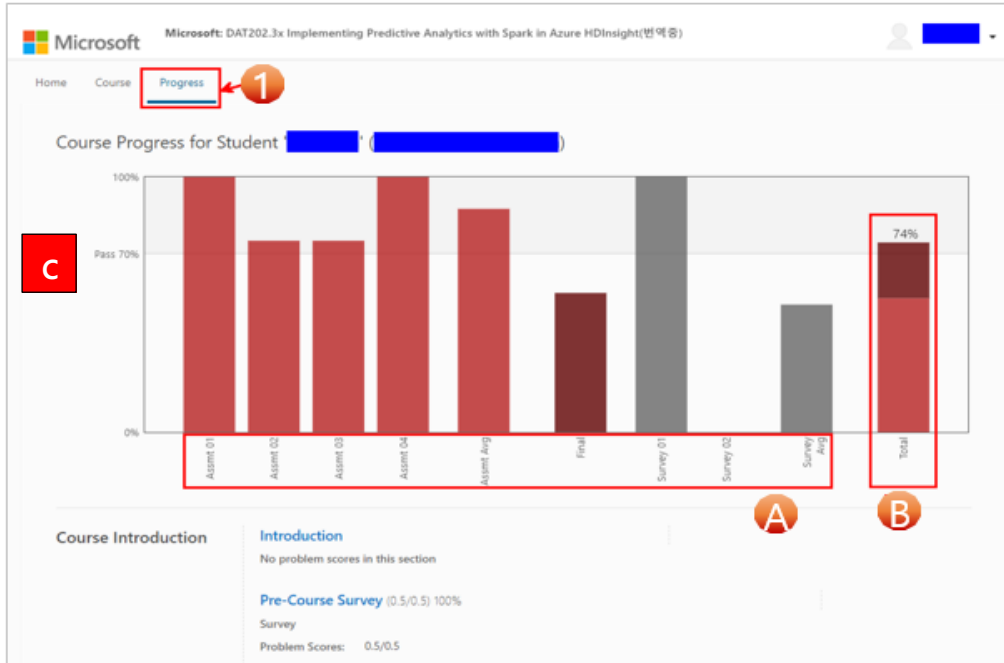 Microsoft
Microsoft: DAT202.3x Implementing Predictive Analytics with Spark in Azure HDInsight(번역중)
Home Course Progress
1
Course Progress for Student ' ' ( )
100%
74%
C
Pass 70%
0%
Assmt 01
Assmt 02
Assmt 03
Assmt 04
Assmt Avg
Final
Survey 01
Survey 02
Survey
Avg
Total
A
B
Course Introduction
Introduction
No problem scores in this section
Pre-Course Survey (0.5/0.5) 100%
Survey
Problem Scores: 0.5/0.5